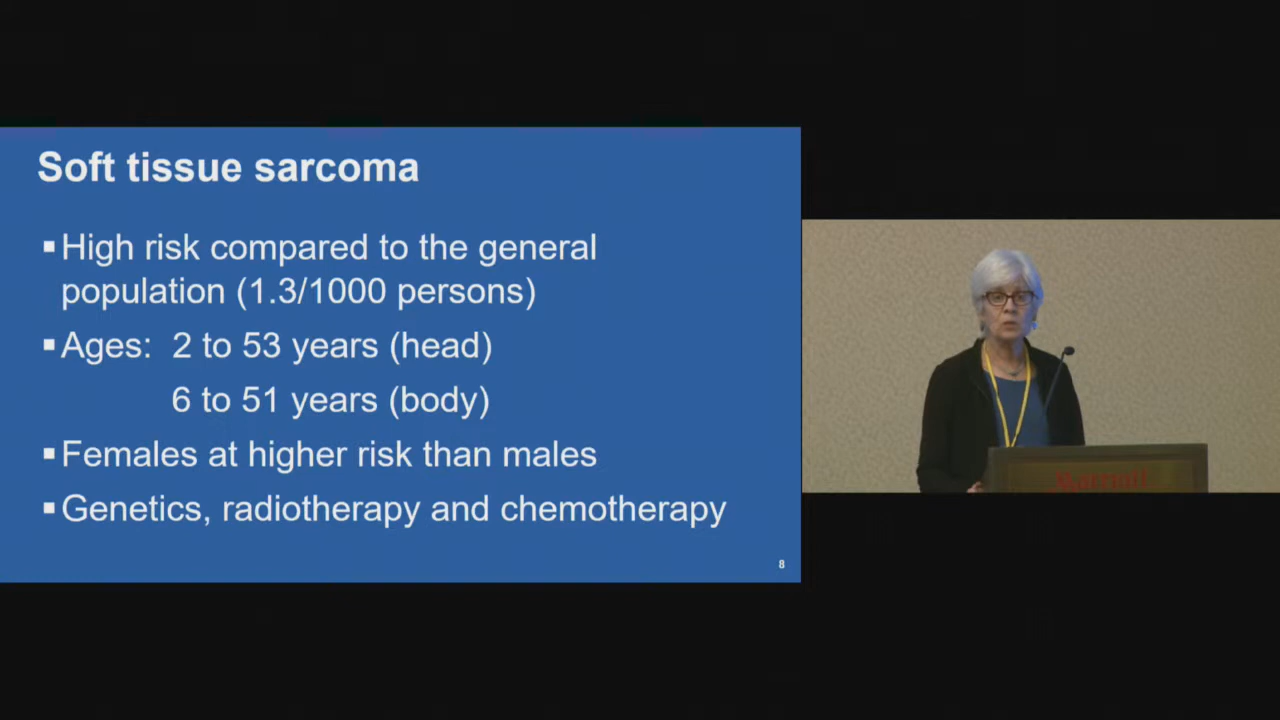 Soft tissue sarcoma
▪High risk compared to the general
population (1.3/1000 persons)
▪Ages: 2 to 53 years (head)
6 to 51 years (body)
▪Females at higher risk than males
▪Genetics, radiotherapy and chemotherapy
8
Marriott